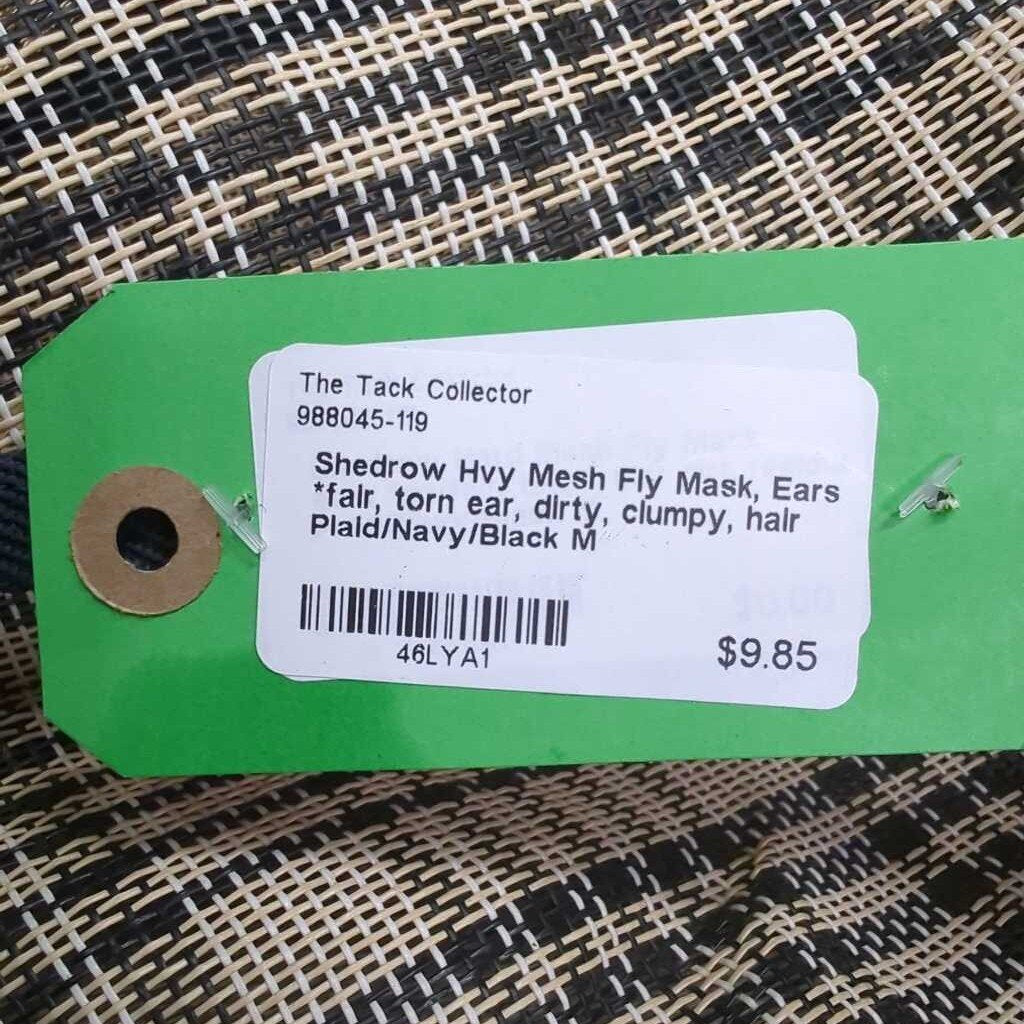 The Tack Collector
988045-119
Shedrow Hvy Mesh Fly Mask, Ears
*fair, torn ear, dirty, clumpy, hair
Plaid/Navy/Black M
46LYA1
$9.85